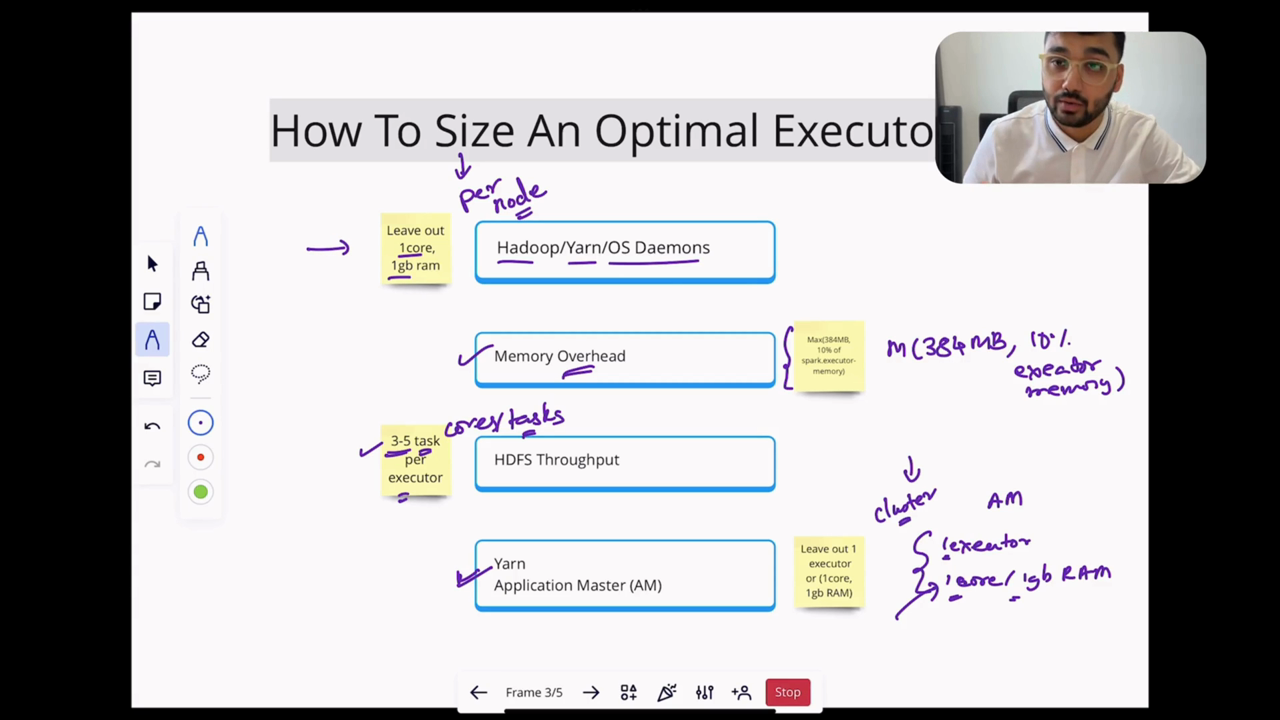 How To Size An Optimal Executo
per
node
Leave out
1core,
1gb ram
Hadoop/Yarn/OS Daemons
Memory Overhead
Max(384MB,
10% of
spark.executor-
memory)
M(384MB, 10%
executor
memory)
cores/tasks
3-5 task
per
executor
HDFS Throughput
cluster
AM
Yarn
Application Master (AM)
Leave out 1
executor
or (1core,
1gb RAM)
1executor
1core/1gb RAM
Frame 3/5
Stop